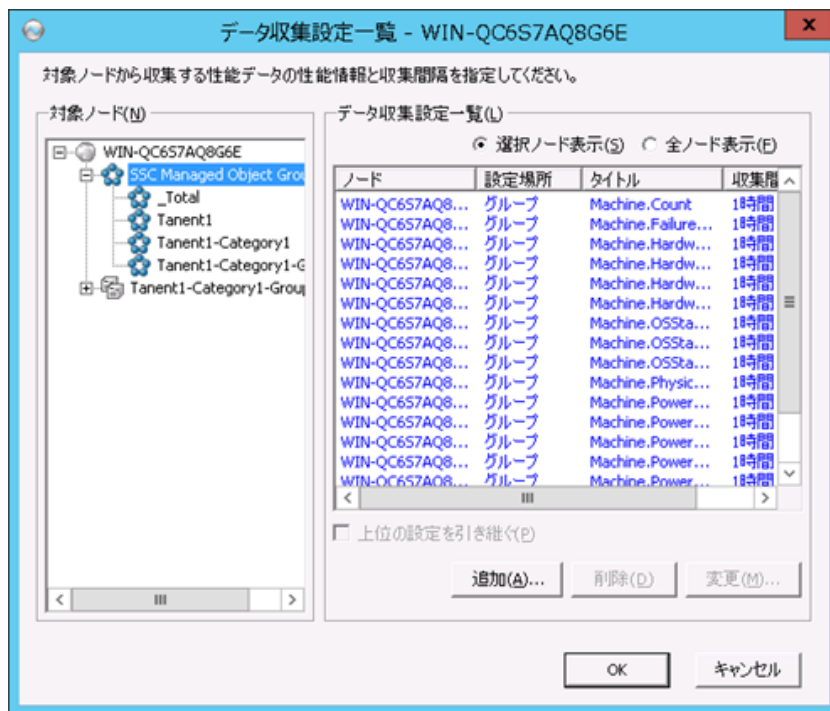 データ収集設定一覧 - WIN-QC6S7AQ8G6E
x
対象ノードから収集する性能データの性能情報と収集間隔を指定してください。
対象ノード(N)
WIN-QC6S7AQ8G6E
SSC Managed Object Grou
_Total
Tanent1
Tanent1-Category1
Tanent1-Category1-G
Tanent1-Category1-Group
データ収集設定一覧(L)
選択ノード表示(S) 全ノード表示(F)
ノード 設定場所 タイトル 収集間
WIN-QC6S7AQ8... グループ Machine.Count 1時間
WIN-QC6S7AQ8... グループ Machine.Failure... 1時間
WIN-QC6S7AQ8... グループ Machine.Hardw... 1時間
WIN-QC6S7AQ8... グループ Machine.Hardw... 1時間
WIN-QC6S7AQ8... グループ Machine.Hardw... 1時間
WIN-QC6S7AQ8... グループ Machine.Hardw... 1時間
WIN-QC6S7AQ8... グループ Machine.OSSta... 1時間
WIN-QC6S7AQ8... グループ Machine.OSSta... 1時間
WIN-QC6S7AQ8... グループ Machine.OSSta... 1時間
WIN-QC6S7AQ8... グループ Machine.Physic... 1時間
WIN-QC6S7AQ8... グループ Machine.Power... 1時間
WIN-QC6S7AQ8... グループ Machine.Power... 1時間
WIN-QC6S7AQ8... グループ Machine.Power... 1時間
WIN-QC6S7AQ8... グループ Machine.Power... 1時間
WIN-QC6S7AQ8... グループ Machine.Power... 1時間
上位の設定を引き継ぐ(P)
追加(A)... 削除(D) 変更(M)...
OK キャンセル